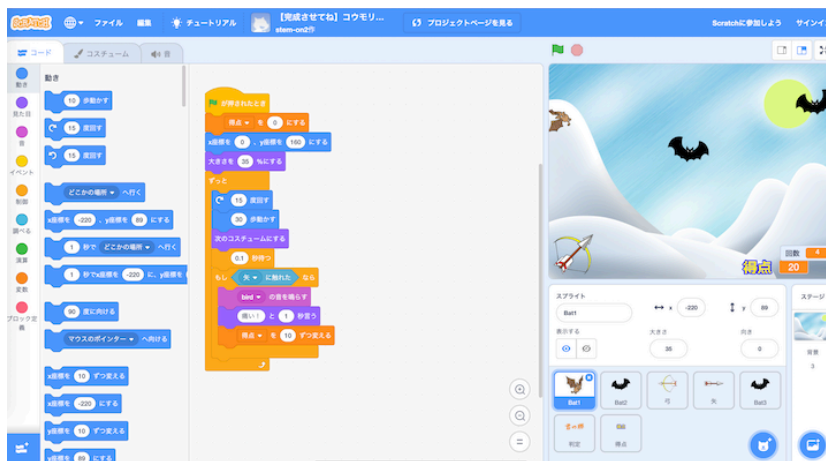 SCRATCH
ファイル
編集
チュートリアル
【完成させてね】コウモリ...
stem-on2作
プロジェクトページを見る
Scratchに参加しよう
サインイ
コード
コスチューム
音
動き
見た目
音
イベント
制御
調べる
演算
変数
ブロック定義
動き
10 歩動かす
15 度回す
15 度回す
どこかの場所 へ行く
x座標を -220 、y座標を 89 にする
1 秒で どこかの場所 へ行く
1 秒でx座標を -220 に、y座標を
90 度に向ける
マウスのポインター へ向ける
x座標を 10 ずつ変える
x座標を -220 にする
y座標を 10 ずつ変える
y座標を 89 にする
が押されたとき
得点 を 0 にする
x座標を 0 、y座標を 160 にする
大きさを 35 %にする
ずっと
15 度回す
30 歩動かす
次のコスチュームにする
0.1 秒待つ
もし 矢 に触れた なら
bird の音を鳴らす
痛い! と 1 秒言う
得点 を 10 ずつ変える
回数 4
得点 20
スプライト
Bat1
x -220
y 89
表示する
大きさ
35
向き
0
Bat1
Bat2
弓
矢
Bat3
判定
得点
ステージ
背景
3